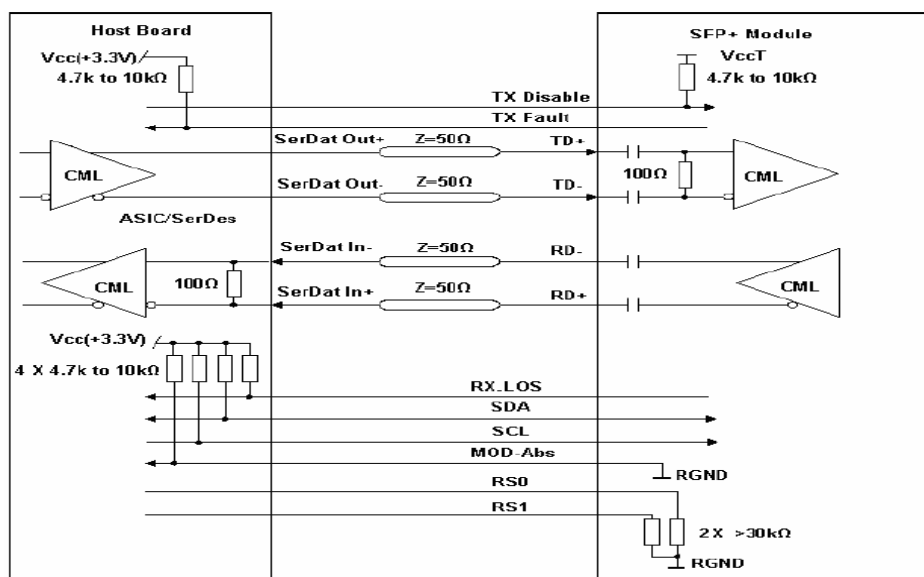 Host Board
SFP+ Module
Vcc(+3.3V)
4.7k to 10kΩ
VccT
4.7k to 10kΩ
TX Disable
TX Fault
SerDat Out+
Z=50Ω
TD+
CML
100Ω
SerDat Out-
Z=50Ω
TD-
ASIC/SerDes
SerDat In-
Z=50Ω
RD-
CML
100Ω
SerDat In+
Z=50Ω
RD+
CML
Vcc(+3.3V)
4 X 4.7k to 10kΩ
RX-LOS
SDA
SCL
MOD-Abs
RGND
RS0
RS1
2X >30kΩ
RGND